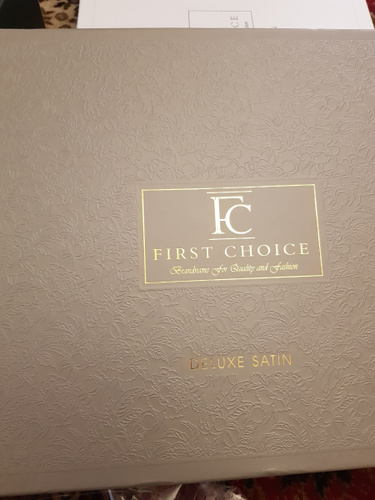 FC
FIRST CHOICE
Brandname For Quality and Fashion
DELUXE SATIN